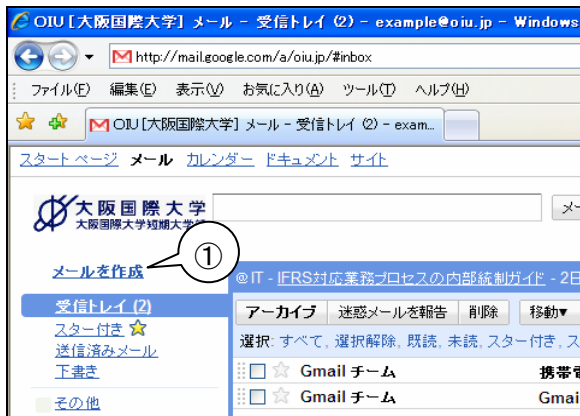 OIU [大阪国際大学] メール - 受信トレイ (2) - example@oiu.jp - Windows
http://mail.google.com/a/oiu.jp/#inbox
ファイル(F) 編集(E) 表示(V) お気に入り(A) ツール(T) ヘルプ(H)
OIU [大阪国際大学] メール - 受信トレイ (2) - exam...
スタート ページ メール カレンダー ドキュメント サイト
大阪国際大学
大阪国際大学短期大学部
メ
①
メールを作成
@IT - IFRS対応業務プロセスの内部統制ガイド - 2日
受信トレイ (2)
アーカイブ 迷惑メールを報告 削除 移動▼
スター付き
選択: すべて, 選択解除, 既読, 未読, スター付き, ス
送信済みメール
下書き
Gmail チーム 携帯電
その他
Gmail チーム Gmai